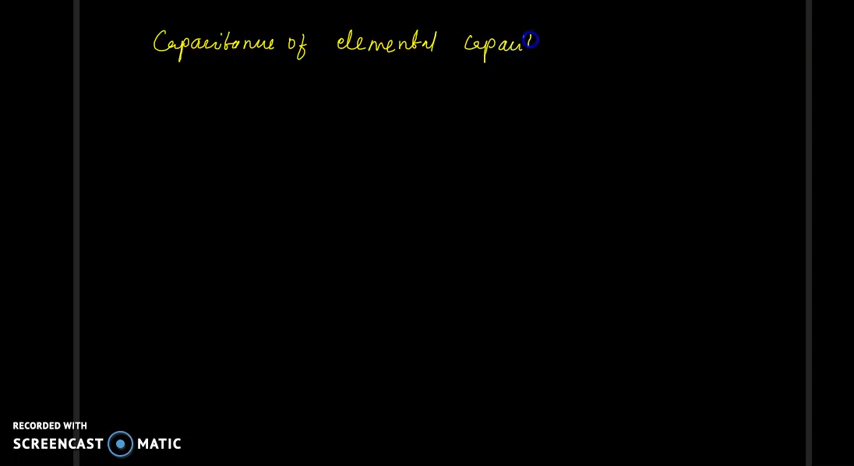 Capacitance of elemental capaci
RECORDED WITH
SCREENCAST MATIC